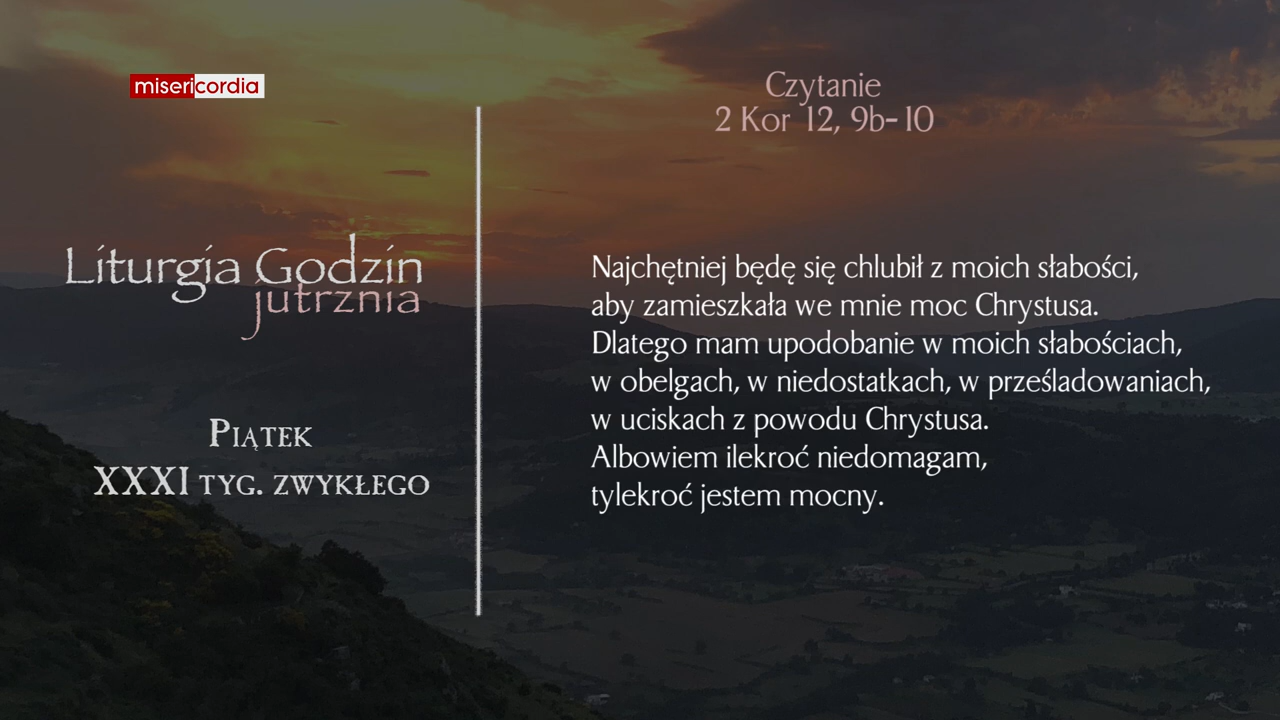 misericordia
Liturgia Godzin
jutrznia
Piątek
XXXI tyg. zwykłego
Czytanie
2 Kor 12, 9b-10
Najchętniej będę się chlubił z moich słabości,
aby zamieszkała we mnie moc Chrystusa.
Dlatego mam upodobanie w moich słabościach,
w obelgach, w niedostatkach, w prześladowaniach,
w uciskach z powodu Chrystusa.
Albowiem ilekroć niedomagam,
tylekroć jestem mocny.